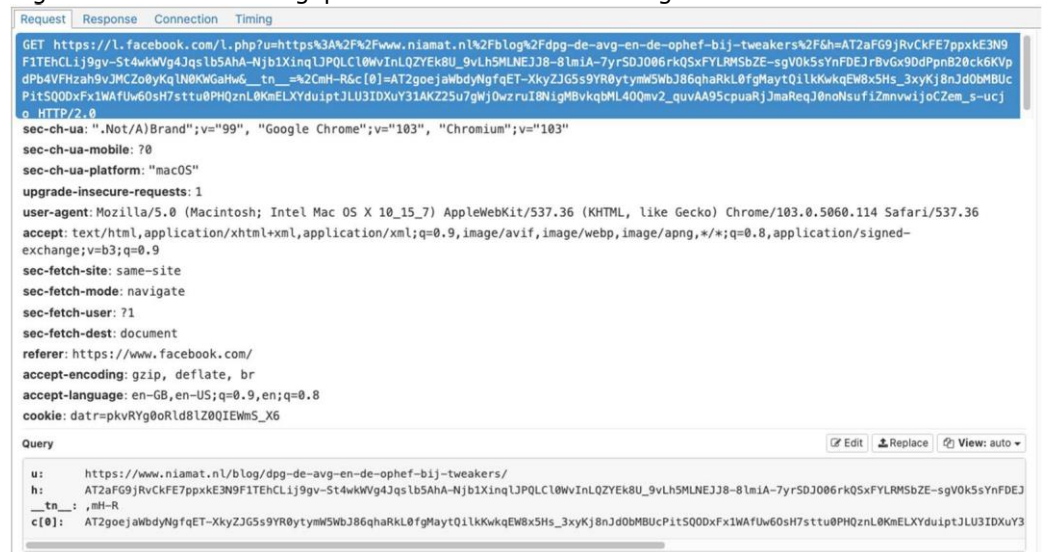 Request Response Connection Timing
GET https://l.facebook.com/l.php?u=https%3A%2F%2Fwww.niamat.nl%2Fblog%2Fdpg-de-avg-en-de-ophef-bij-tweakers%2F&h=AT2aFG9jRvCkFE7ppxkE3N9
F1TEhCLij9gv-St4wkWVg4Jqslb5AhA-Njb1XinqlJPQLCl0WvInLQZYEk8U_9vLh5MLNEJJ8-8lmiA-7yrSDJO06rkQSxFYLRMSbZE-sgVOk5sYnFDEJrBvGx9DdPpnB20ck6KVp
dPb4VFHzah9vJMCZo0yKqlN0KWGaHw&__tn__=%2CmH-R&c[0]=AT2goejaWbdyNgfqET-XkyZJG5s9YR0ytymW5WbJ86qhaRkL0fgMaytQilkKwkqEW8x5Hs_3xyKj8nJdObMBUc
PitSQODxFx1WAfUw6OsH7sttu0PHQznL0KmELXYduiptJLU3IDXuY31AKZ25u7gWjOwzruI8NigMBvkqbML4OQmv2_quvAA95cpuaRjJmaReqJ0noNsufiZmnvwijoCZem_s-ucj
o HTTP/2.0
sec-ch-ua: ".Not/A)Brand";v="99", "Google Chrome";v="103", "Chromium";v="103"
sec-ch-ua-mobile: ?0
sec-ch-ua-platform: "macOS"
upgrade-insecure-requests: 1
user-agent: Mozilla/5.0 (Macintosh; Intel Mac OS X 10_15_7) AppleWebKit/537.36 (KHTML, like Gecko) Chrome/103.0.5060.114 Safari/537.36
accept: text/html,application/xhtml+xml,application/xml;q=0.9,image/avif,image/webp,image/apng,*/*;q=0.8,application/signed-
exchange;v=b3;q=0.9
sec-fetch-site: same-site
sec-fetch-mode: navigate
sec-fetch-user: ?1
sec-fetch-dest: document
referer: https://www.facebook.com/
accept-encoding: gzip, deflate, br
accept-language: en-GB,en-US;q=0.9,en;q=0.8
cookie: datr=pkvRYg0oRld8lZ0QIEWmS_X6
Query Edit Replace View: auto
u: https://www.niamat.nl/blog/dpg-de-avg-en-de-ophef-bij-tweakers/
h: AT2aFG9jRvCkFE7ppxkE3N9F1TEhCLij9gv-St4wkWVg4Jqslb5AhA-Njb1XinqlJPQLCl0WvInLQZYEk8U_9vLh5MLNEJJ8-8lmiA-7yrSDJO06rkQSxFYLRMSbZE-sgVOk5sYnFDEJ
__tn__: ,mH-R
c[0]: AT2goejaWbdyNgfqET-XkyZJG5s9YR0ytymW5WbJ86qhaRkL0fgMaytQilkKwkqEW8x5Hs_3xyKj8nJdObMBUcPitSQODxFx1WAfUw6OsH7sttu0PHQznL0KmELXYduiptJLU3IDXuY3